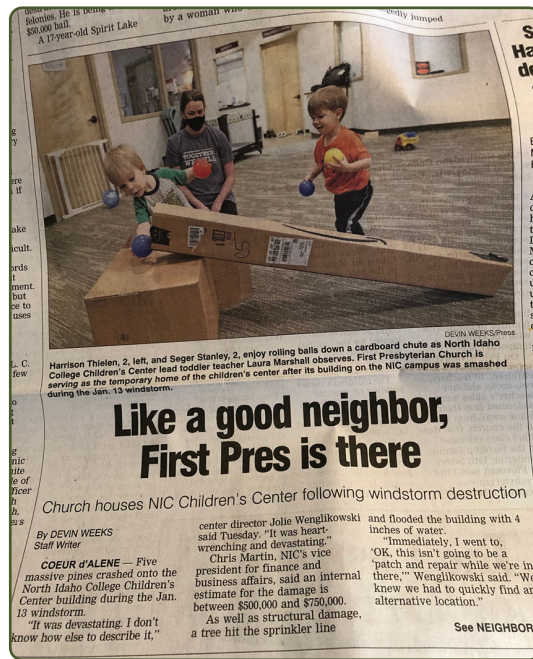 felonies. He is being
$50,000 bail.
A 17-year-old Spirit Lake
by a woman who
jumped
TOGETHER
DEVIN WEEKS/Press
Harrison Thielen, 2, left, and Seger Stanley, 2, enjoy rolling balls down a cardboard chute as North Idaho
College Children's Center lead toddler teacher Laura Marshall observes. First Presbyterian Church is
serving as the temporary home of the children's center after its building on the NIC campus was smashed
during the Jan. 13 windstorm.
Like a good neighbor,
First Pres is there
Church houses NIC Children's Center following windstorm destruction
By DEVIN WEEKS
Staff Writer
COEUR d'ALENE — Five
massive pines crashed onto the
North Idaho College Children's
Center building during the Jan.
13 windstorm.
"It was devastating. I don't
know how else to describe it,"
center director Jolie Wenglikowski
said Tuesday. "It was heart-
wrenching and devastating."
Chris Martin, NIC's vice
president for finance and
business affairs, said an internal
estimate for the damage is
between $500,000 and $750,000.
As well as structural damage,
a tree hit the sprinkler line
and flooded the building with 4
inches of water.
"Immediately, I went to,
'OK, this isn't going to be a
'patch and repair while we're in
there,'" Wenglikowski said. "We
knew we had to quickly find an
alternative location."
See NEIGHBOR